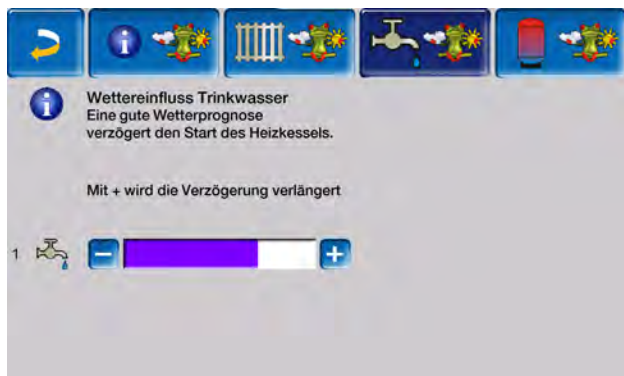 Wettereinfluss Trinkwasser
Eine gute Wetterprognose
verzögert den Start des Heizkessels.
Mit + wird die Verzögerung verlängert
1